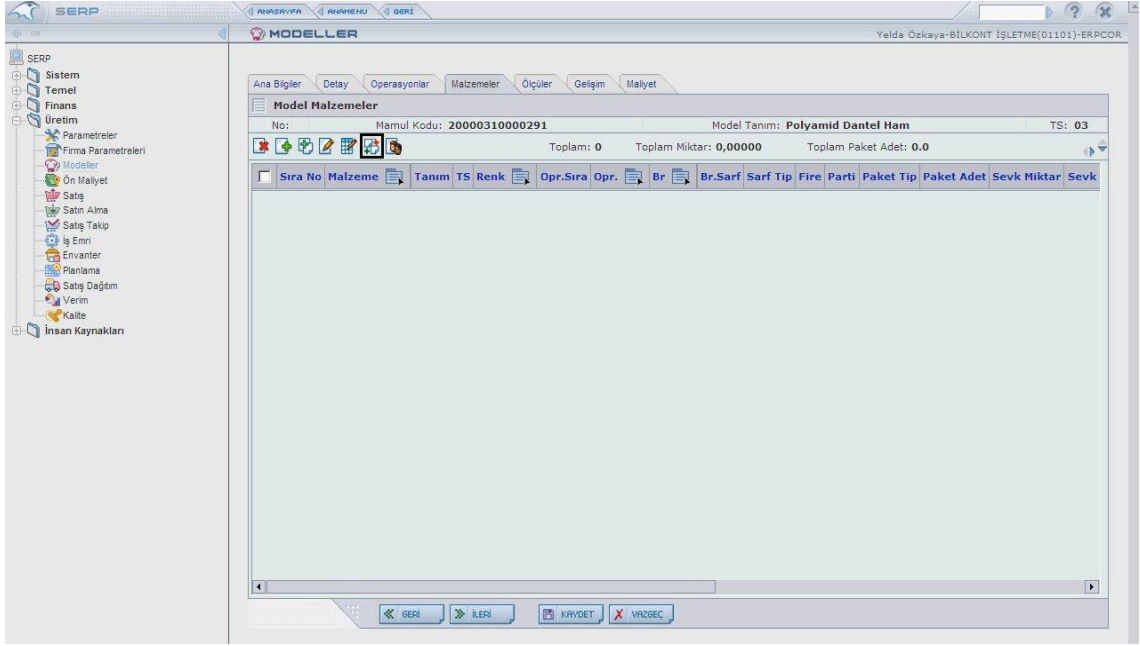 SERP
ANASAYFA ANAMENU GERİ
MODELLER
Yelda Özkaya-BİLKONT İŞLETME(01101)-ERPCOR
SERP
Sistem
Temel
Finans
Üretim
Parametreler
Firma Parametreleri
Modeller
Ön Maliyet
Satış
Satın Alma
Satış Takip
İş Emri
Envanter
Planlama
Satış Dağıtım
Verim
Kalite
İnsan Kaynakları
Ana Bilgiler Detay Operasyonlar Malzemeler Ölçüler Gelişim Maliyet
Model Malzemeler
No: Mamul Kodu: 20000310000291 Model Tanım: Polyamid Dantel Ham TS: 03
Toplam: 0 Toplam Miktar: 0,00000 Toplam Paket Adet: 0.0
Sıra No Malzeme Tanım TS Renk Opr.Sıra Opr. Br Br.Sarf Sarf Tip Fire Parti Paket Tip Paket Adet Sevk Miktar Sevk
GERİ İLERİ KAYDET VAZGEÇ